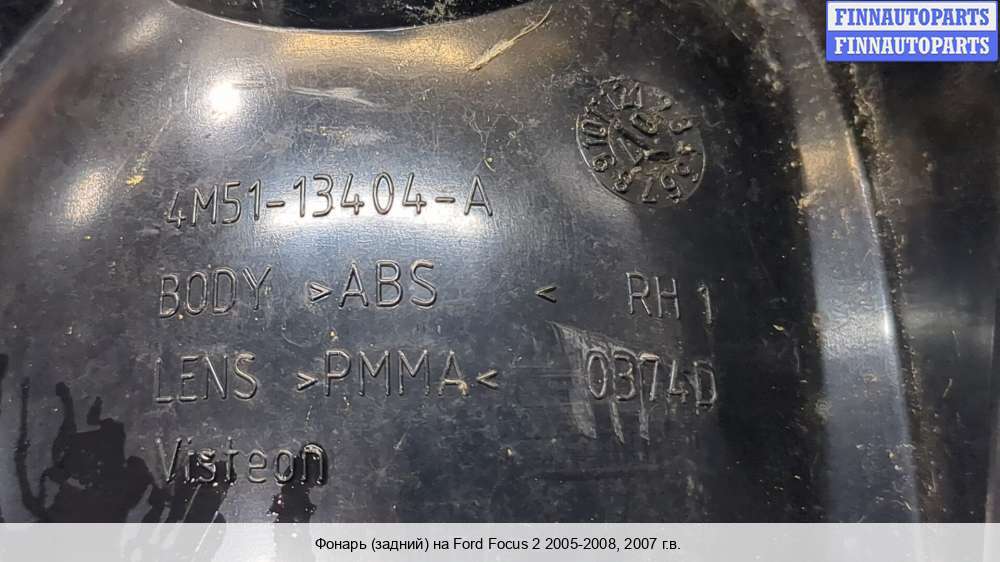 FINNAUTOPARTS
FINNAUTOPARTS
4M51-13404-A
BODY >ABS < RH 1
LENS >PMMA< 0374D
Visteon
Фонарь (задний) на Ford Focus 2 2005-2008, 2007 г.в.